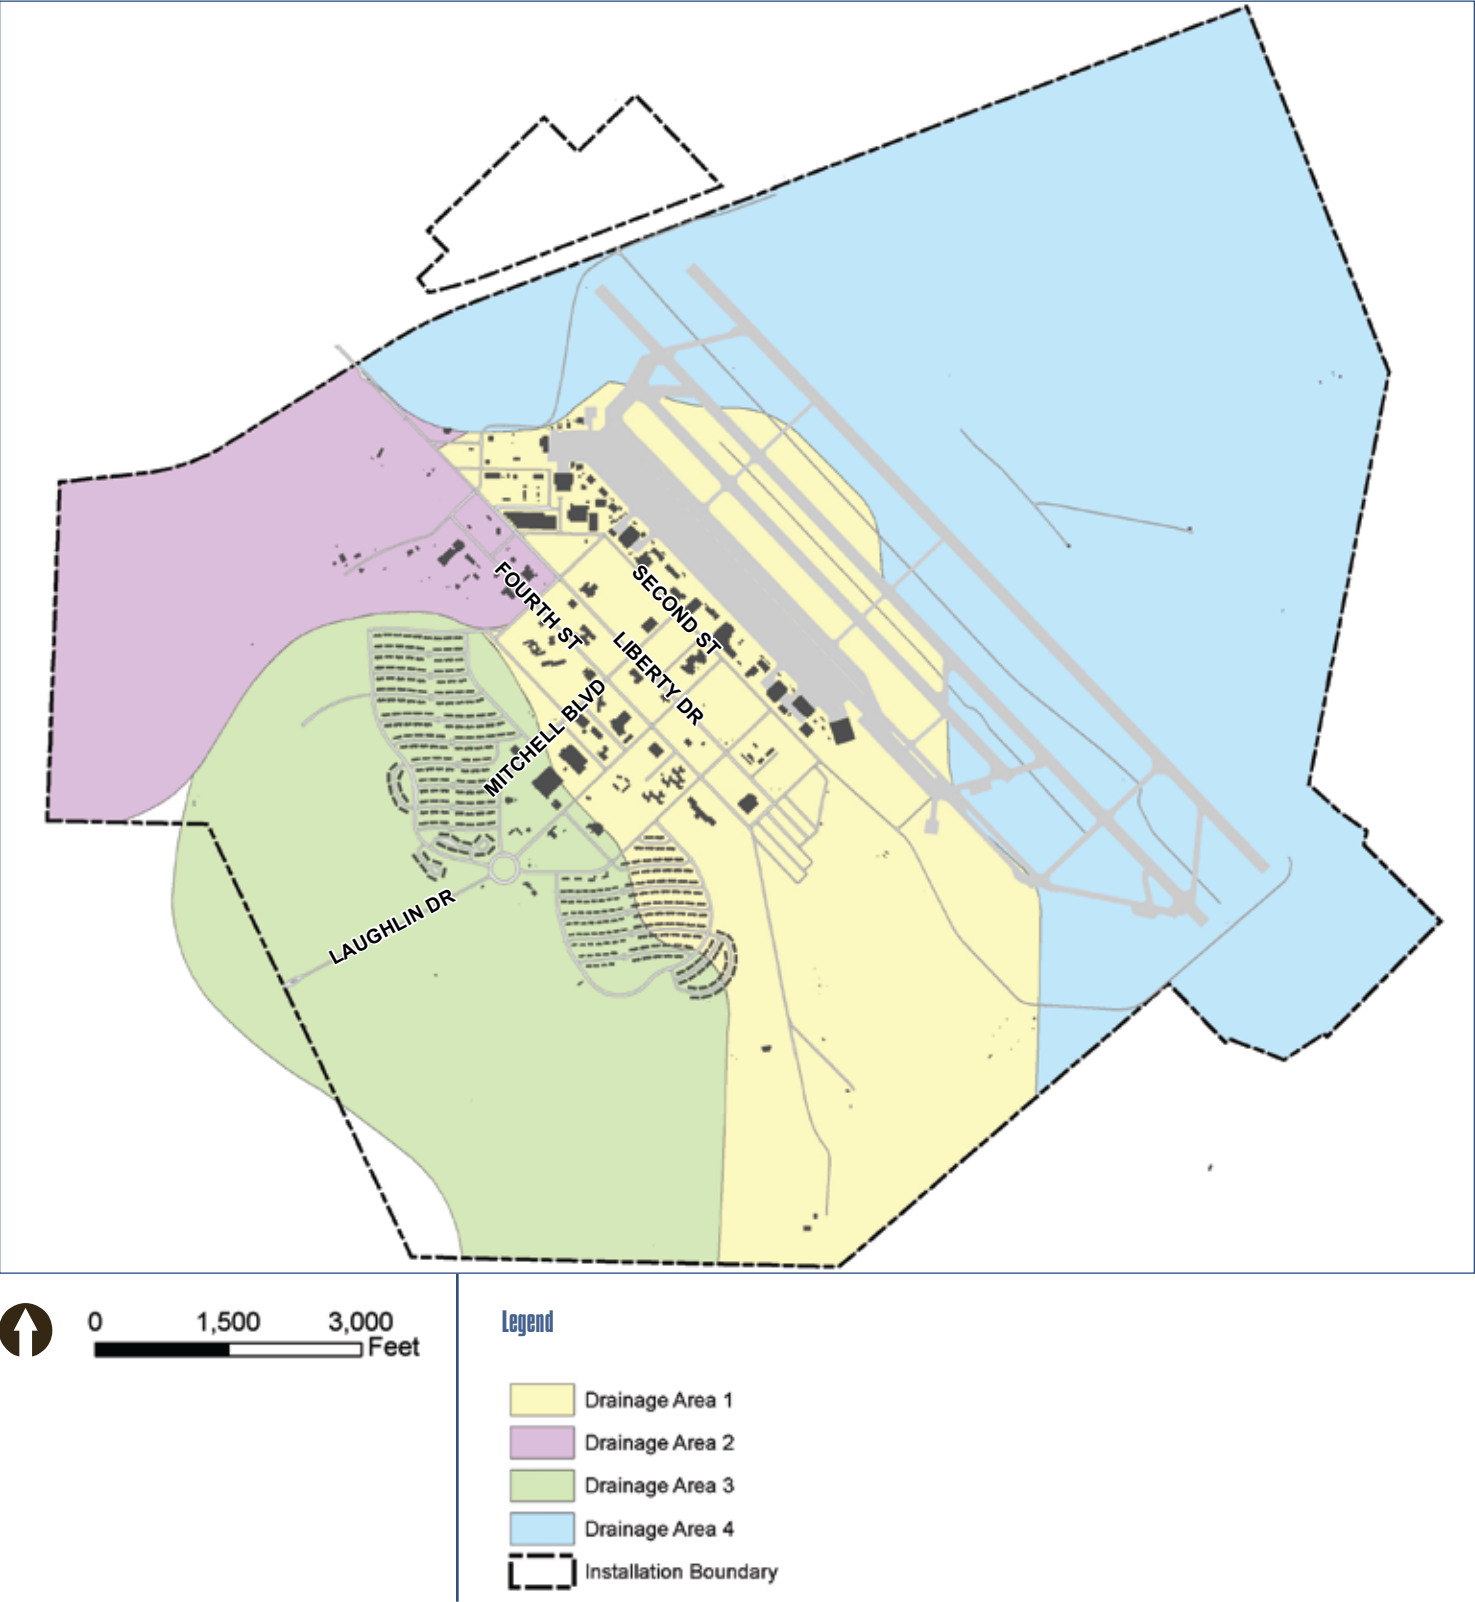 FOURTH ST
SECOND ST
LIBERTY DR
MITCHELL BLVD
LAUGHLIN DR
0 1,500 3,000
Feet
Legend
Drainage Area 1
Drainage Area 2
Drainage Area 3
Drainage Area 4
Installation Boundary